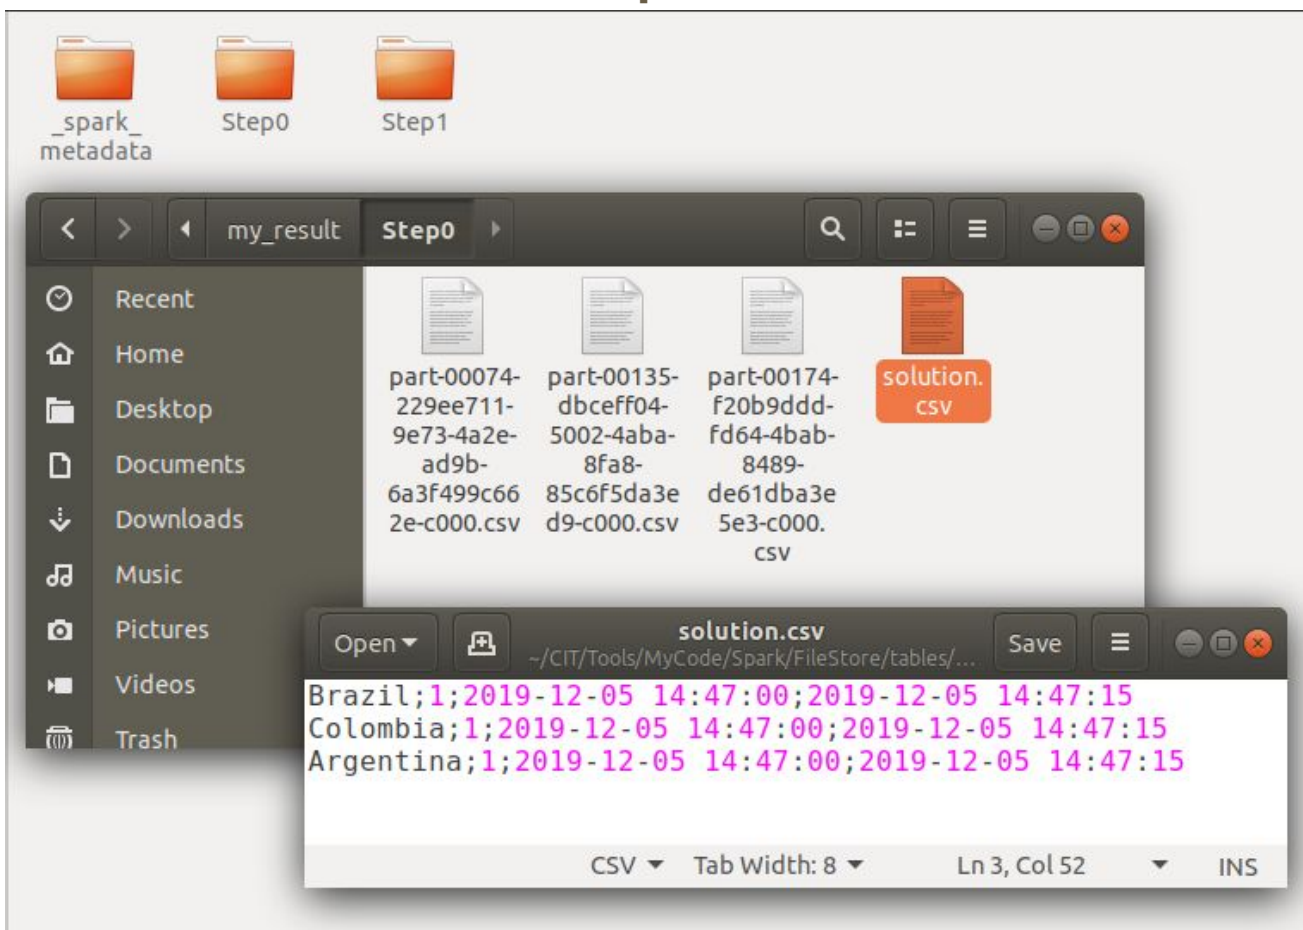 _spark_
metadata
Step0
Step1
my_result
Step0
Recent
Home
Desktop
Documents
Downloads
Music
Pictures
Videos
Trash
part-00074-
229ee711-
9e73-4a2e-
ad9b-
6a3f499c66
2e-c000.csv
part-00135-
dbceff04-
5002-4aba-
8fa8-
85c6f5da3e
d9-c000.csv
part-00174-
f20b9ddd-
fd64-4bab-
8489-
de61dba3e
5e3-c000.
csv
solution.
csv
Open
solution.csv
~/CIT/Tools/MyCode/Spark/FileStore/tables/...
Save
Brazil;1;2019-12-05 14:47:00;2019-12-05 14:47:15
Colombia;1;2019-12-05 14:47:00;2019-12-05 14:47:15
Argentina;1;2019-12-05 14:47:00;2019-12-05 14:47:15
CSV
Tab Width: 8
Ln 3, Col 52
INS